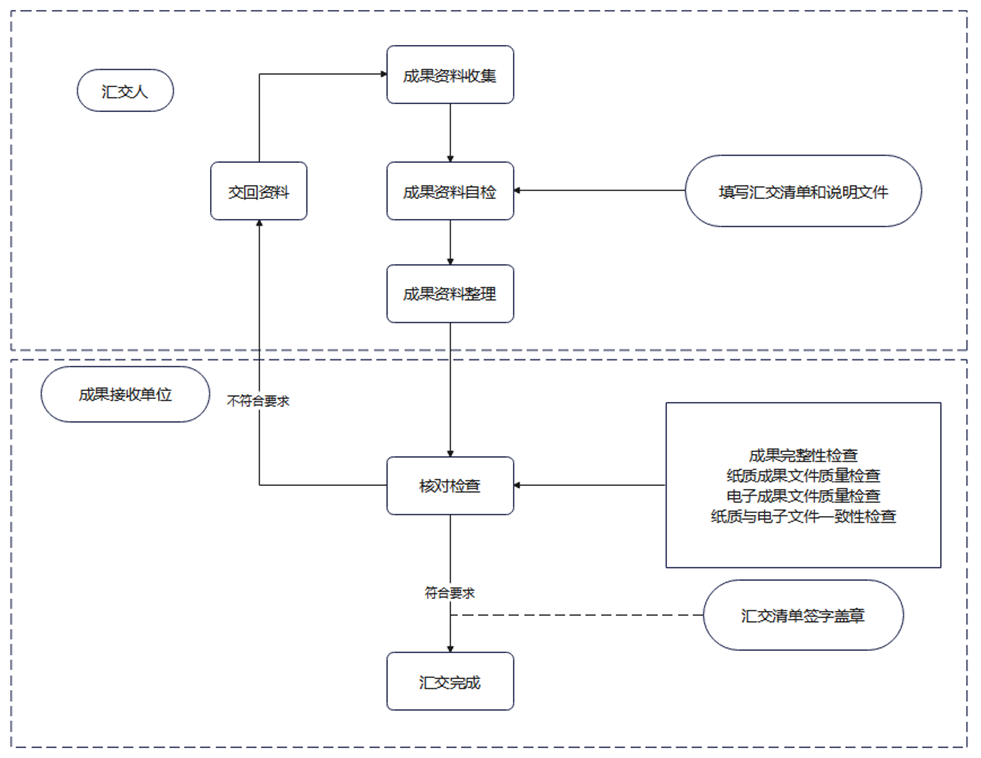 成果资料收集
汇交人
交回资料
成果资料自检
填写汇交清单和说明文件
成果资料整理
成果接收单位
不符合要求
成果完整性检查
纸质成果文件质量检查
电子成果文件质量检查
纸质与电子文件一致性检查
核对检查
符合要求
汇交清单签字盖章
汇交完成